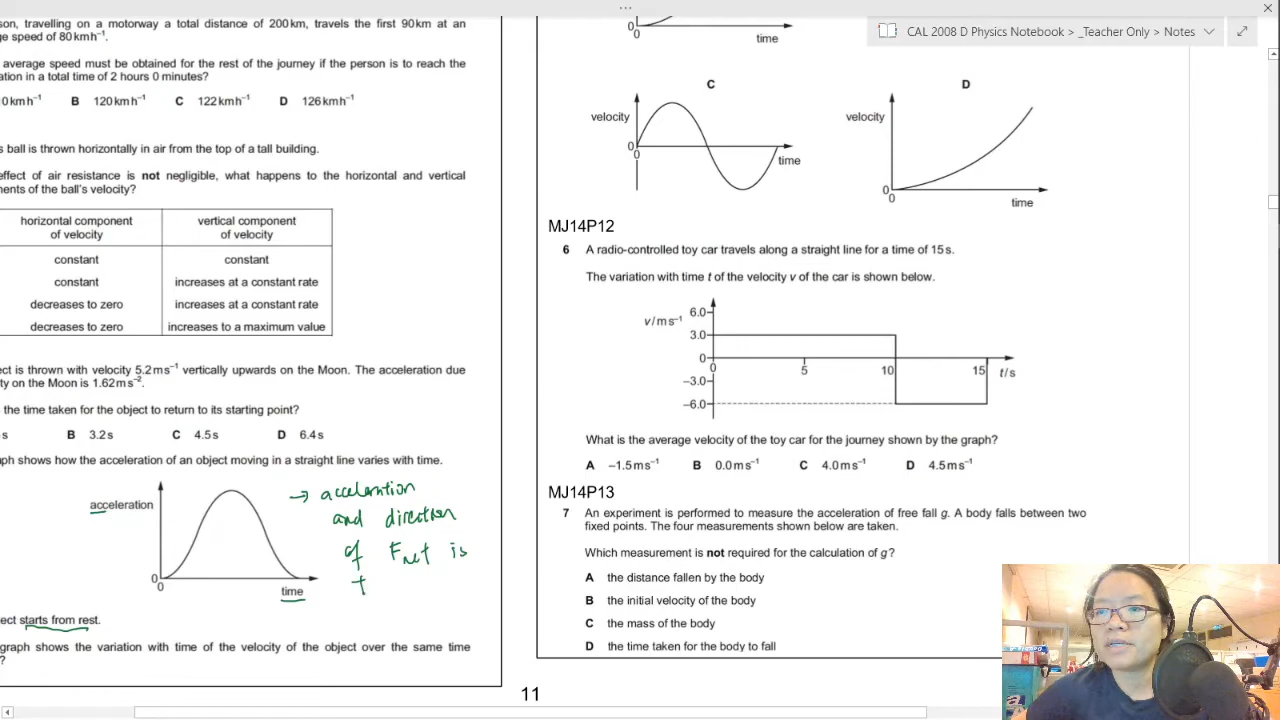 CAL 2008 D Physics Notebook > _Teacher Only > Notes
son, travelling on a motorway a total distance of 200 km, travels the first 90 km at an
ge speed of 80 km h⁻¹.
average speed must be obtained for the rest of the journey if the person is to reach the
ation in a total time of 2 hours 0 minutes?
0 km h⁻¹ B 120 km h⁻¹ C 122 km h⁻¹ D 126 km h⁻¹
s ball is thrown horizontally in air from the top of a tall building.
effect of air resistance is not negligible, what happens to the horizontal and vertical
nents of the ball's velocity?
horizontal component vertical component
of velocity of velocity
constant constant
constant increases at a constant rate
decreases to zero increases at a constant rate
decreases to zero increases to a maximum value
ect is thrown with velocity 5.2 m s⁻¹ vertically upwards on the Moon. The acceleration due
ty on the Moon is 1.62 m s⁻².
the time taken for the object to return to its starting point?
s B 3.2 s C 4.5 s D 6.4 s
aph shows how the acceleration of an object moving in a straight line varies with time.
acceleration
0
0
time
→ acceleration
and direction
of Fnet is
t
ect starts from rest.
graph shows the variation with time of the velocity of the object over the same time
?
0
0
time
C
velocity
0
0
time
D
velocity
0
0
time
MJ14P12
6 A radio-controlled toy car travels along a straight line for a time of 15 s.
The variation with time t of the velocity v of the car is shown below.
v / m s⁻¹
6.0
3.0
0
–3.0
–6.0
0 5 10 15 t / s
What is the average velocity of the toy car for the journey shown by the graph?
A –1.5 m s⁻¹ B 0.0 m s⁻¹ C 4.0 m s⁻¹ D 4.5 m s⁻¹
MJ14P13
7 An experiment is performed to measure the acceleration of free fall g. A body falls between two
fixed points. The four measurements shown below are taken.
Which measurement is not required for the calculation of g?
A the distance fallen by the body
B the initial velocity of the body
C the mass of the body
D the time taken for the body to fall
11